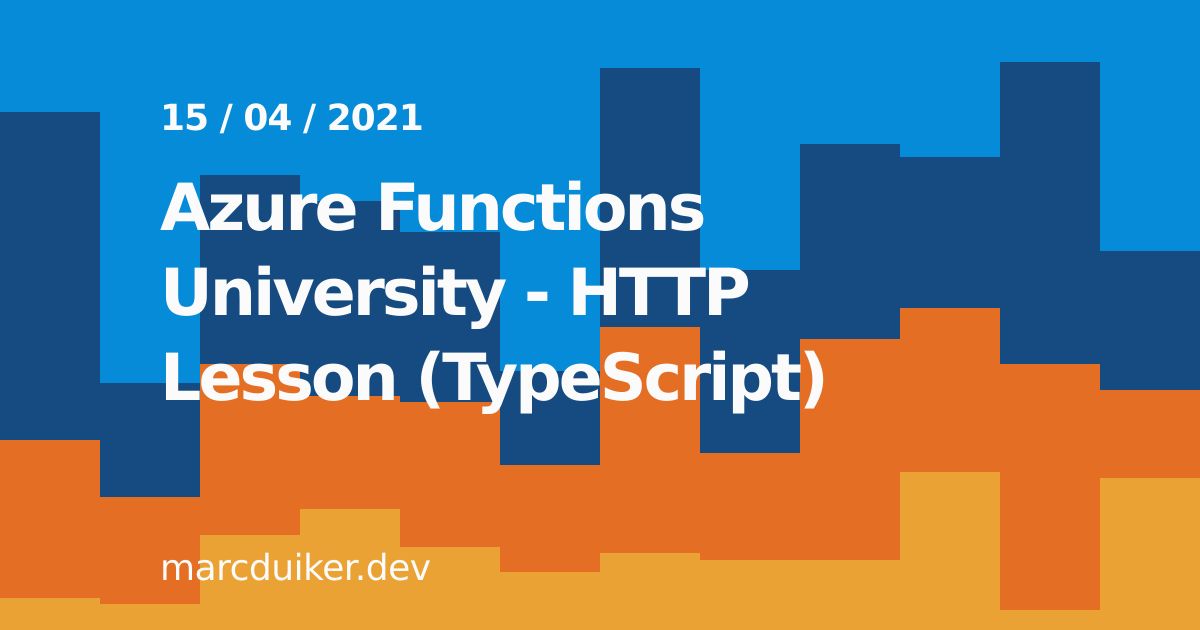 15 / 04 / 2021
Azure Functions
University - HTTP
Lesson (TypeScript)
marcduiker.dev